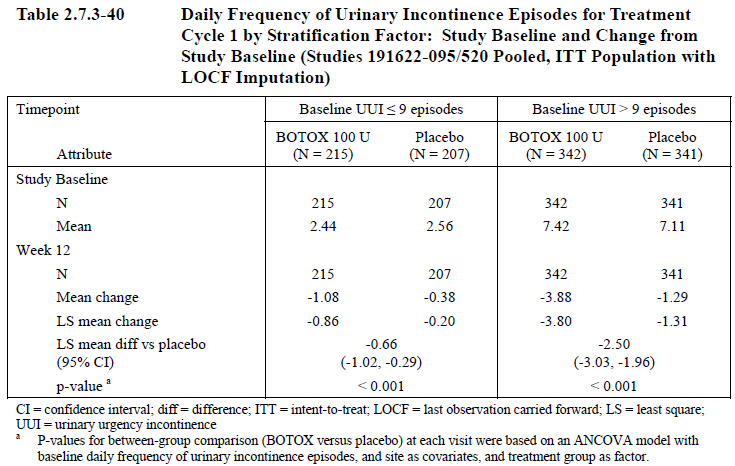 Table 2.7.3-40 Daily Frequency of Urinary Incontinence Episodes for Treatment
Cycle 1 by Stratification Factor: Study Baseline and Change from
Study Baseline (Studies 191622-095/520 Pooled, ITT Population with
LOCF Imputation)
Timepoint Baseline UUI ≤ 9 episodes Baseline UUI > 9 episodes
BOTOX 100 U Placebo BOTOX 100 U Placebo
Attribute (N = 215) (N = 207) (N = 342) (N = 341)
Study Baseline
N 215 207 342 341
Mean 2.44 2.56 7.42 7.11
Week 12
N 215 207 342 341
Mean change -1.08 -0.38 -3.88 -1.29
LS mean change -0.86 -0.20 -3.80 -1.31
LS mean diff vs placebo -0.66 -2.50
(95% CI) (-1.02, -0.29) (-3.03, -1.96)
p-value a < 0.001 < 0.001
CI = confidence interval; diff = difference; ITT = intent-to-treat; LOCF = last observation carried forward; LS = least square;
UUI = urinary urgency incontinence
a P-values for between-group comparison (BOTOX versus placebo) at each visit were based on an ANCOVA model with
baseline daily frequency of urinary incontinence episodes, and site as covariates, and treatment group as factor.